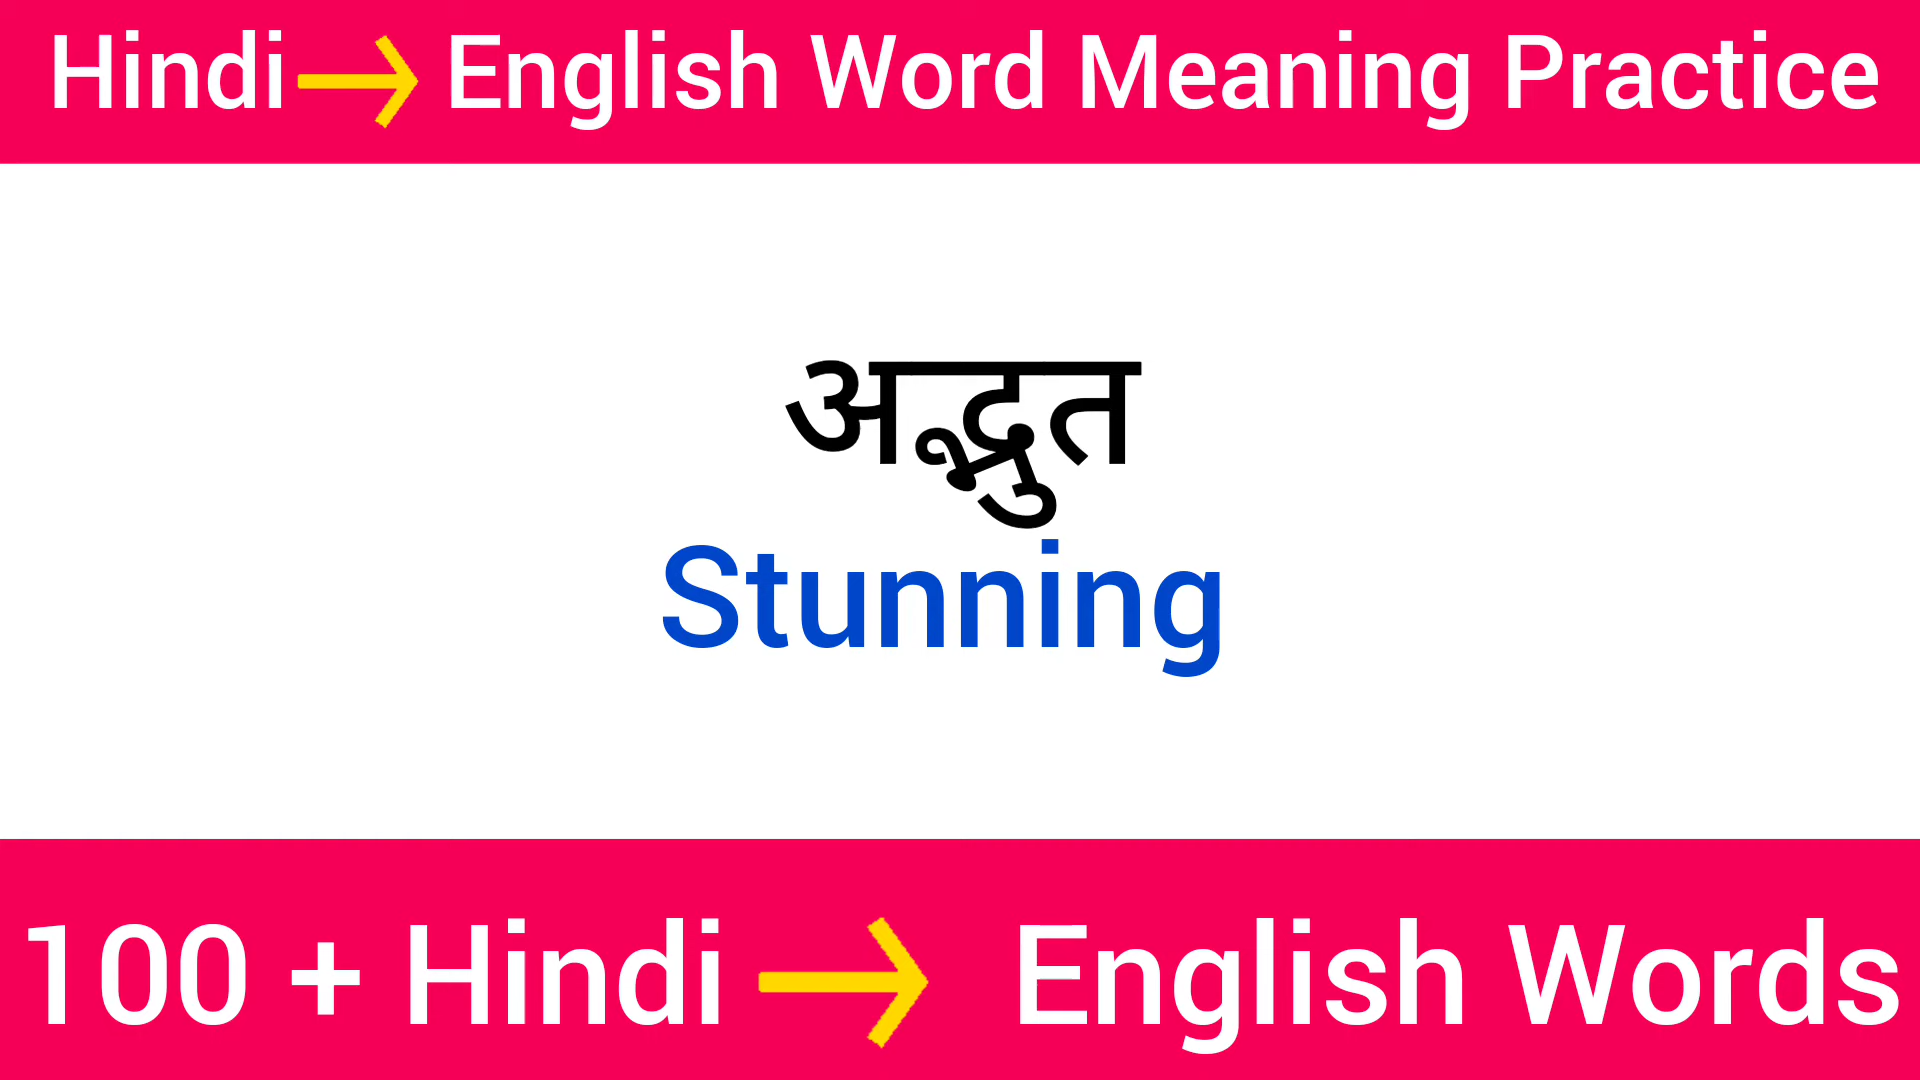 Hindi→ English Word Meaning Practice
अद्भुत
Stunning
100 + Hindi → English Words